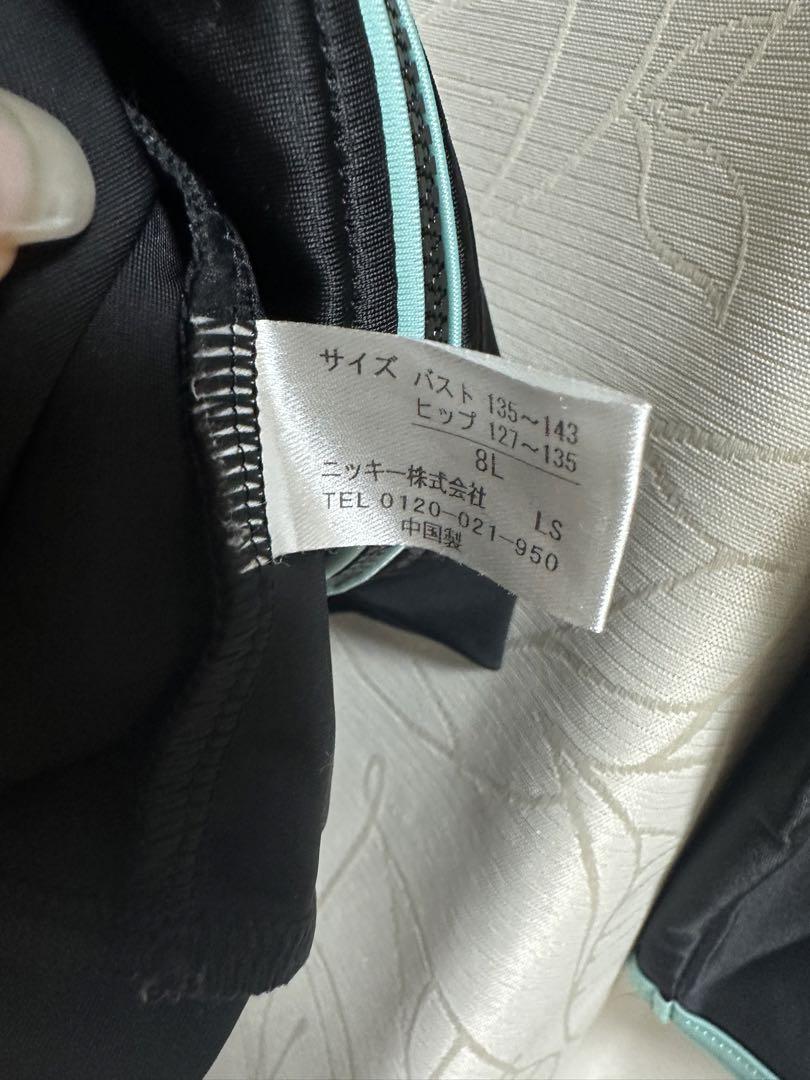 サイズ バスト 135～143
ヒップ 127～135
8L
ニッキー株式会社 LS
TEL 0120-021-950
中国製